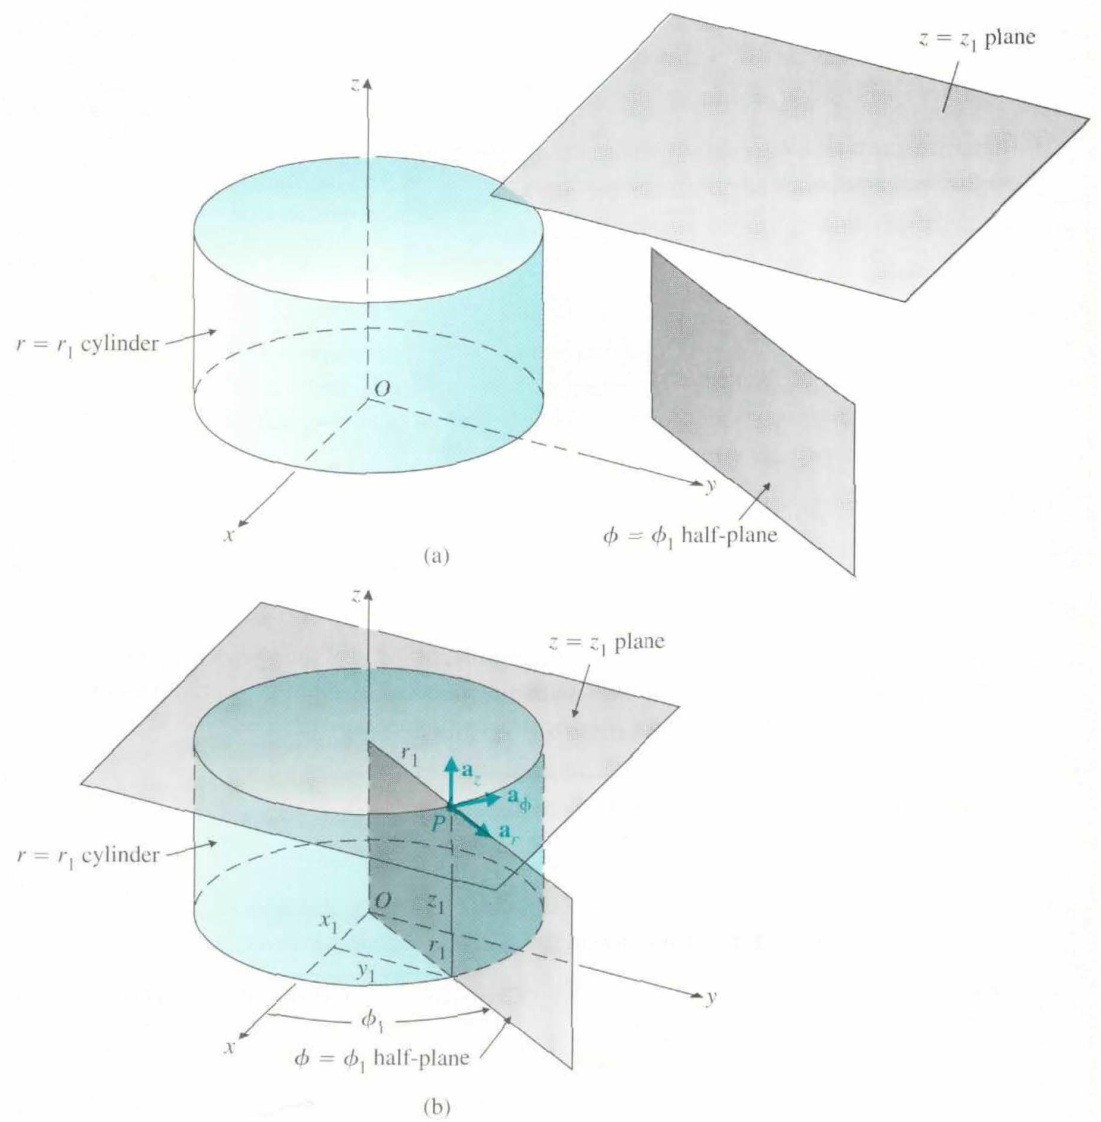 z = z₁ plane
z
r = r₁ cylinder
O
y
x
ϕ = ϕ₁ half-plane
(a)
z
z = z₁ plane
r₁
a_z
a_ϕ
P
a_r
r = r₁ cylinder
O
z₁
x₁
r₁
y₁
y
ϕ₁
x
ϕ = ϕ₁ half-plane
(b)